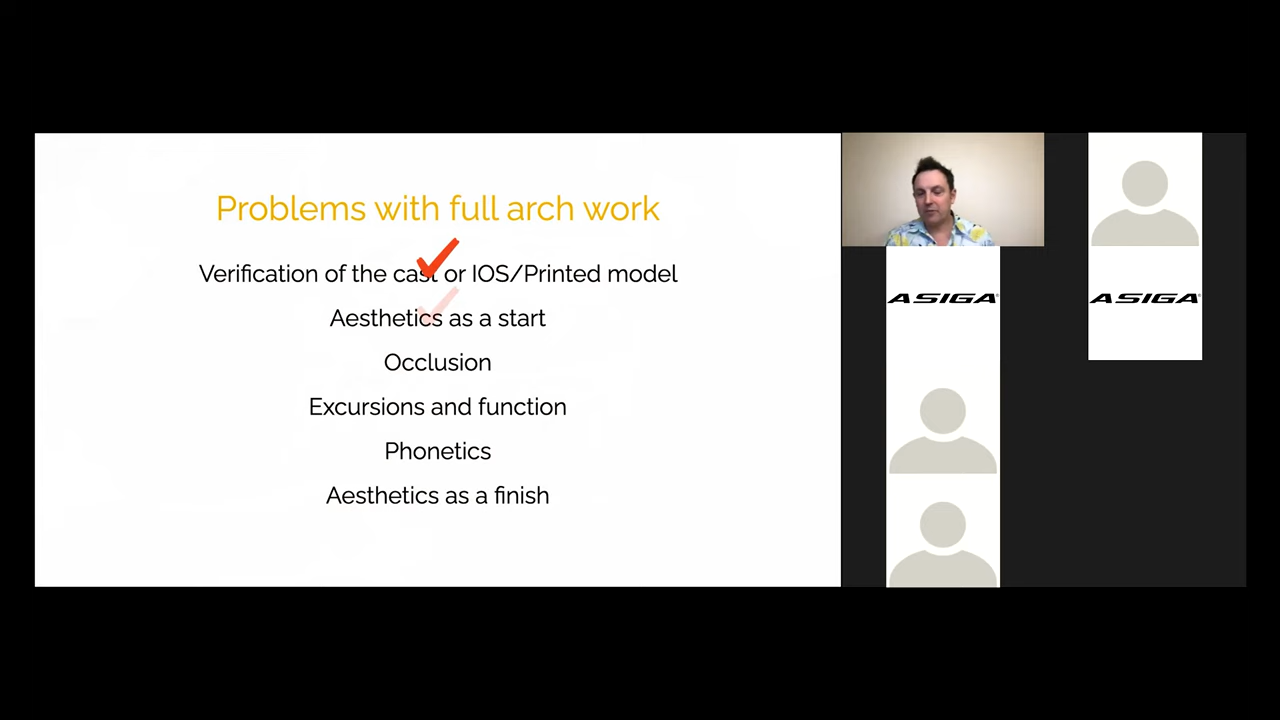 Problems with full arch work
Verification of the cast or IOS/Printed model
Aesthetics as a start
Occlusion
Excursions and function
Phonetics
Aesthetics as a finish
ASIGA®
ASIGA®